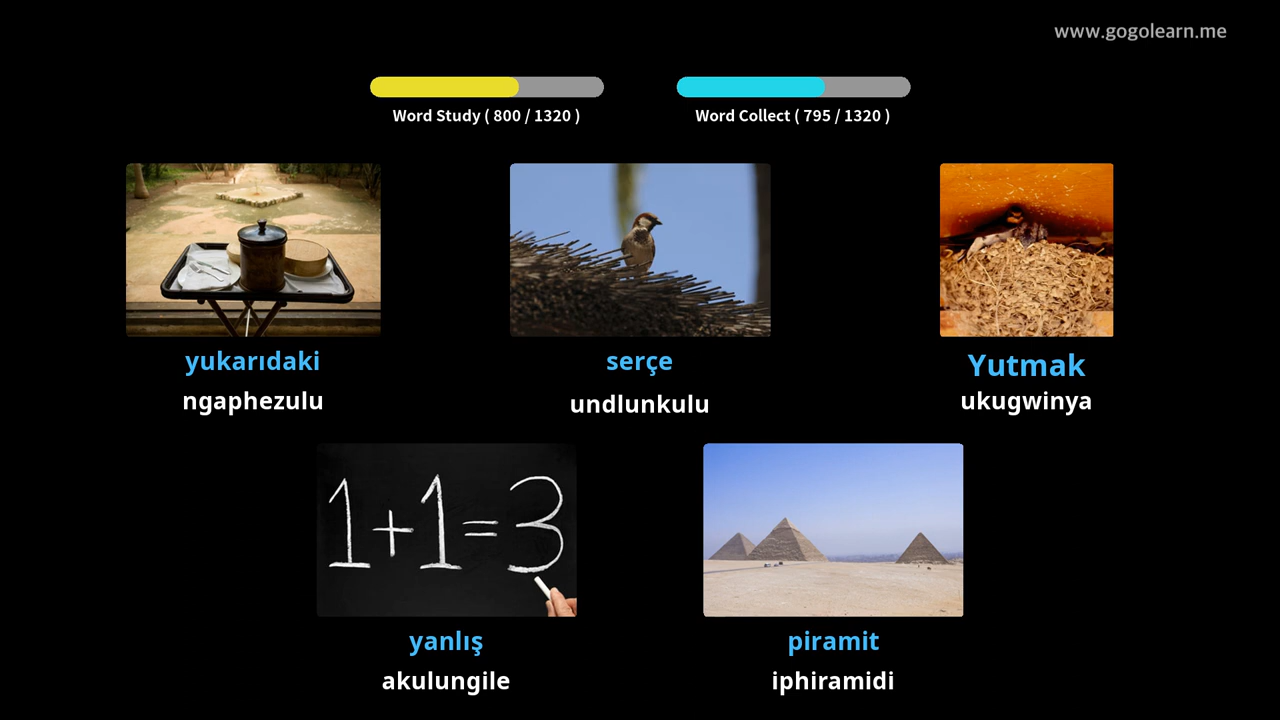 www.gogolearn.me
Word Study ( 800 / 1320 )
Word Collect ( 795 / 1320 )
yukarıdaki
ngaphezulu
serçe
undlunkulu
Yutmak
ukugwinya
1+1=3
yanlış
akulungile
piramit
iphiramidi